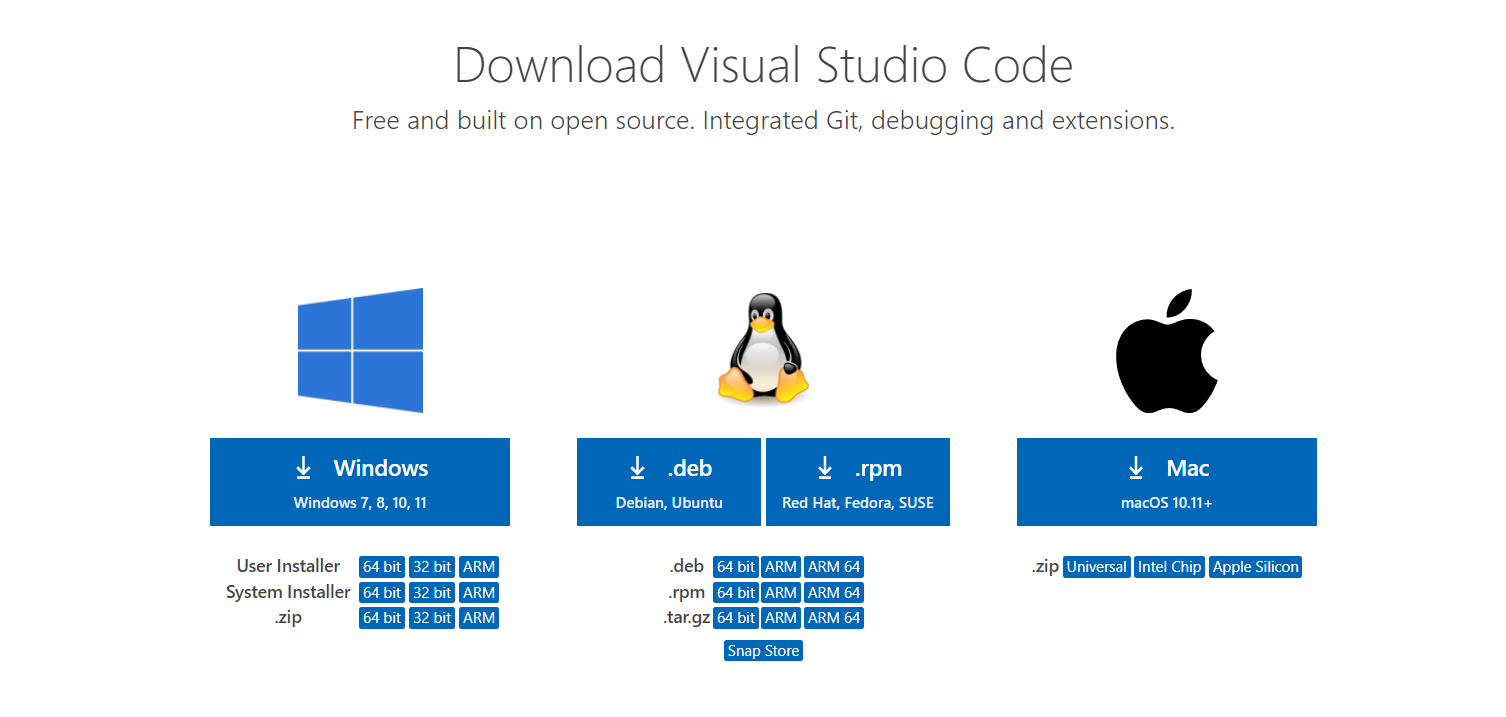 Download Visual Studio Code
Free and built on open source. Integrated Git, debugging and extensions.
Windows
Windows 7, 8, 10, 11
User Installer 64 bit 32 bit ARM
System Installer 64 bit 32 bit ARM
.zip 64 bit 32 bit ARM
.deb
Debian, Ubuntu
.rpm
Red Hat, Fedora, SUSE
.deb 64 bit ARM ARM 64
.rpm 64 bit ARM ARM 64
.tar.gz 64 bit ARM ARM 64
Snap Store
Mac
macOS 10.11+
.zip Universal Intel Chip Apple Silicon